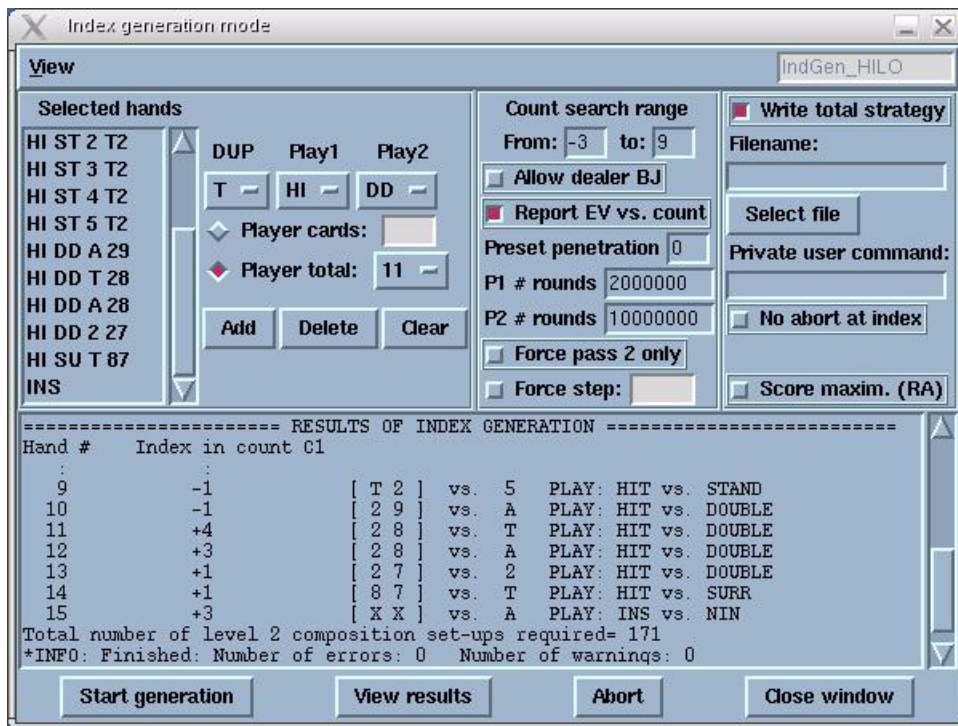 Index generation mode
View
IndGen_HILO
Selected hands
HI ST 2 T2
HI ST 3 T2
HI ST 4 T2
HI ST 5 T2
HI DD A 29
HI DD T 28
HI DD A 28
HI DD 2 27
HI SU T 87
INS
DUP Play1 Play2
T HI DD
Player cards:
Player total: 11
Add Delete Clear
Count search range
From: -3 to: 9
Allow dealer BJ
Report EV vs. count
Preset penetration 0
P1 # rounds 2000000
P2 # rounds 10000000
Force pass 2 only
Force step:
Write total strategy
Filename:
Select file
Private user command:
No abort at index
Score maxim. (RA)
======================== RESULTS OF INDEX GENERATION ===========================
Hand # Index in count C1
: :
9 -1 [ T 2 ] vs. 5 PLAY: HIT vs. STAND
10 -1 [ 2 9 ] vs. A PLAY: HIT vs. DOUBLE
11 +4 [ 2 8 ] vs. T PLAY: HIT vs. DOUBLE
12 +3 [ 2 8 ] vs. A PLAY: HIT vs. DOUBLE
13 +1 [ 2 7 ] vs. 2 PLAY: HIT vs. DOUBLE
14 +1 [ 8 7 ] vs. T PLAY: HIT vs. SURR
15 +3 [ X X ] vs. A PLAY: INS vs. NIN
Total number of level 2 composition set-ups required= 171
*INFO: Finished: Number of errors: 0 Number of warnings: 0
Start generation View results Abort Close window